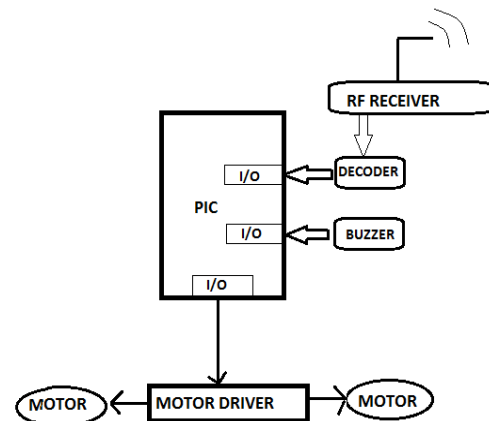 RF RECEIVER
I/O
DECODER
PIC
I/O
BUZZER
I/O
MOTOR
MOTOR DRIVER
MOTOR